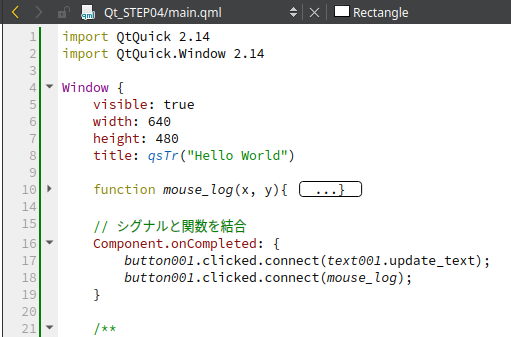 qml Qt_STEP04/main.qml Rectangle
1 import QtQuick 2.14
2 import QtQuick.Window 2.14
3
4 Window {
5 visible: true
6 width: 640
7 height: 480
8 title: qsTr("Hello World")
9
10 function mouse_log(x, y){ ...}
14
15 // シグナルと関数を結合
16 Component.onCompleted: {
17 button001.clicked.connect(text001.update_text);
18 button001.clicked.connect(mouse_log);
19 }
20
21 /**